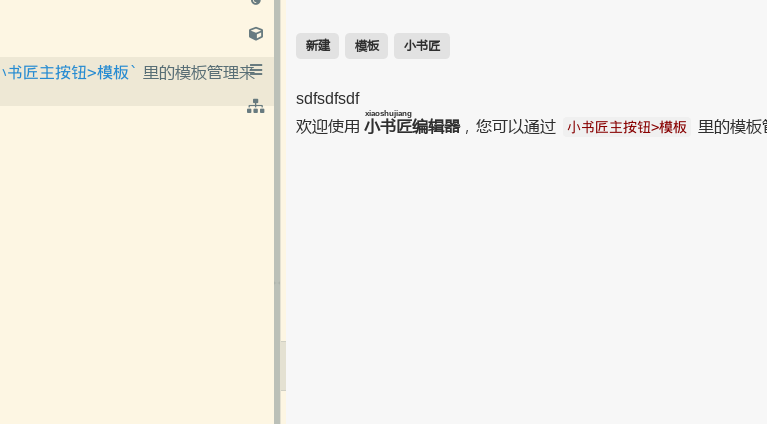 新建 模板 小书匠
小书匠主按钮>模板` 里的模板管理来
sdfsdfsdf
xiaoshujiang
欢迎使用 小书匠编辑器，您可以通过 小书匠主按钮>模板 里的模板